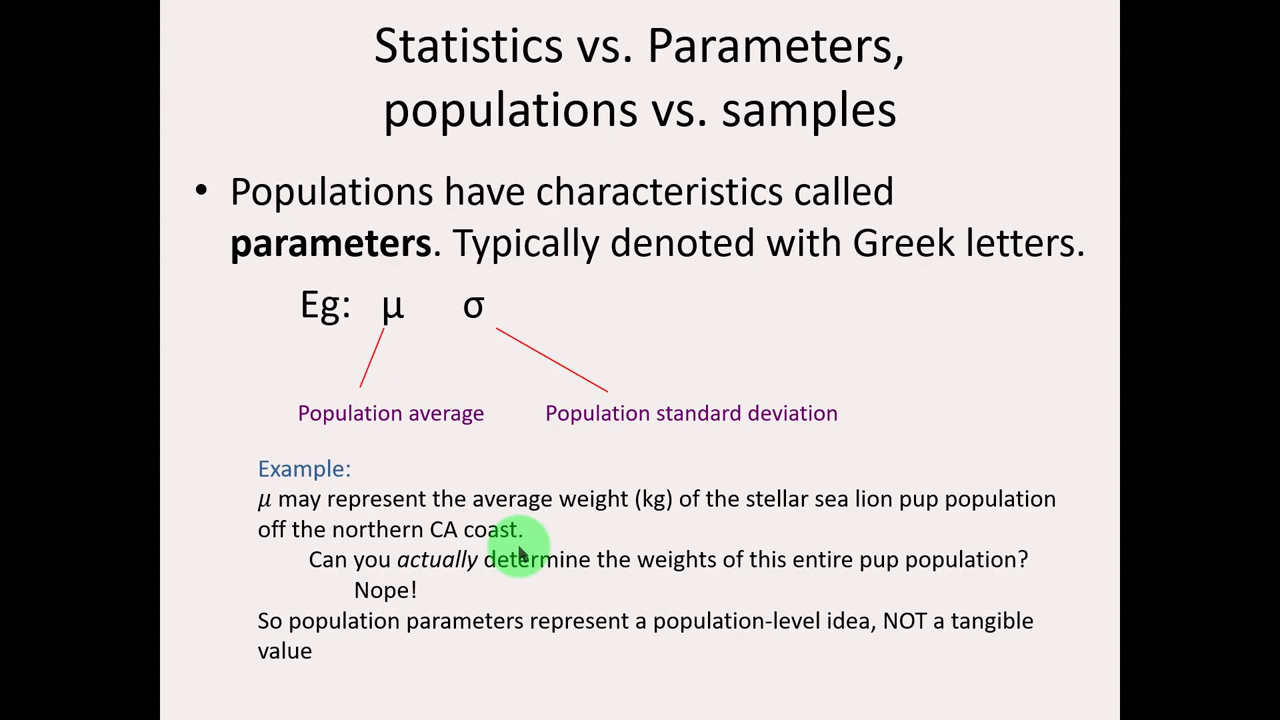 Statistics vs. Parameters,
populations vs. samples
• Populations have characteristics called
parameters. Typically denoted with Greek letters.
Eg: μ σ
Population average Population standard deviation
Example:
𝜇 may represent the average weight (kg) of the stellar sea lion pup population
off the northern CA coast.
Can you actually determine the weights of this entire pup population?
Nope!
So population parameters represent a population-level idea, NOT a tangible
value